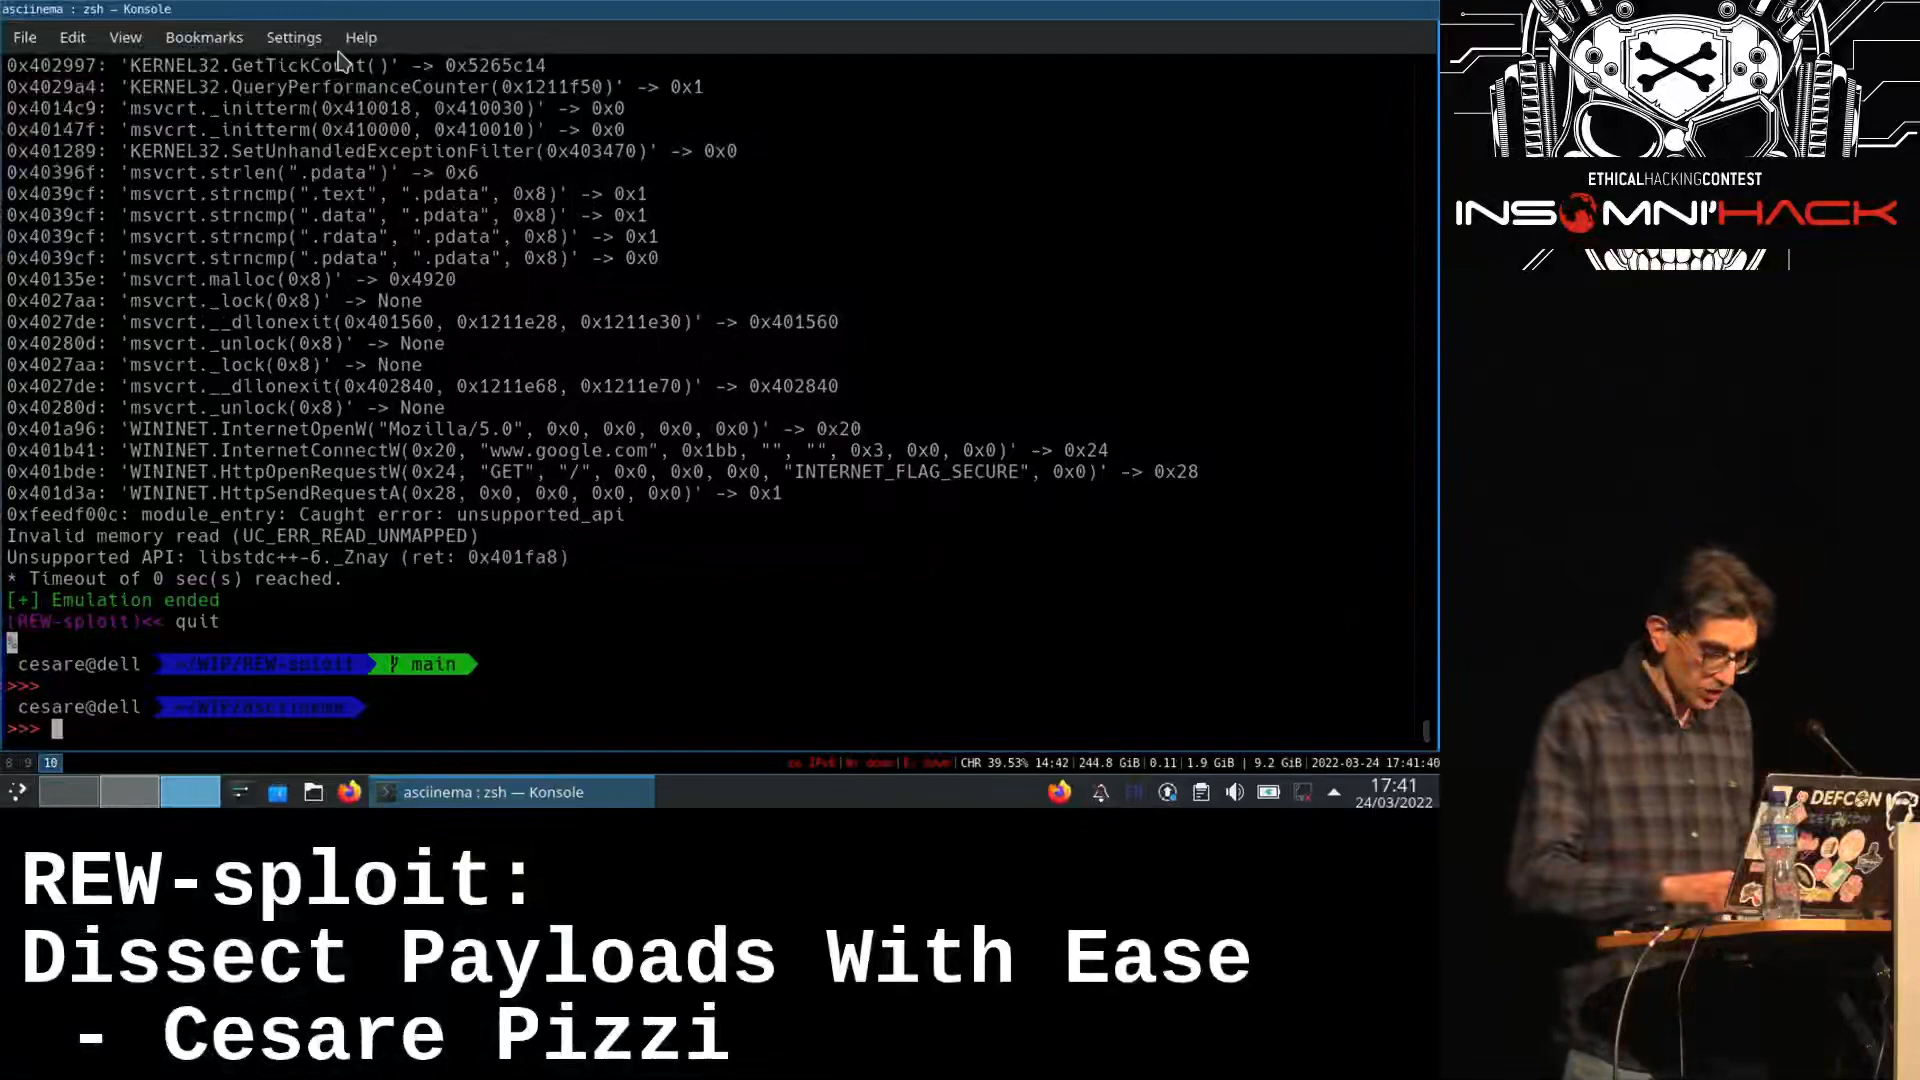 asciinema : zsh — Konsole
File Edit View Bookmarks Settings Help
0x402997: 'KERNEL32.GetTickCount()' -> 0x5265c14
0x4029a4: 'KERNEL32.QueryPerformanceCounter(0x1211f50)' -> 0x1
0x4014c9: 'msvcrt._initterm(0x410018, 0x410030)' -> 0x0
0x40147f: 'msvcrt._initterm(0x410000, 0x410010)' -> 0x0
0x401289: 'KERNEL32.SetUnhandledExceptionFilter(0x403470)' -> 0x0
0x40396f: 'msvcrt.strlen(".pdata")' -> 0x6
0x4039cf: 'msvcrt.strncmp(".text", ".pdata", 0x8)' -> 0x1
0x4039cf: 'msvcrt.strncmp(".data", ".pdata", 0x8)' -> 0x1
0x4039cf: 'msvcrt.strncmp(".rdata", ".pdata", 0x8)' -> 0x1
0x4039cf: 'msvcrt.strncmp(".pdata", ".pdata", 0x8)' -> 0x0
0x40135e: 'msvcrt.malloc(0x8)' -> 0x4920
0x4027aa: 'msvcrt._lock(0x8)' -> None
0x4027de: 'msvcrt.__dllonexit(0x401560, 0x1211e28, 0x1211e30)' -> 0x401560
0x40280d: 'msvcrt._unlock(0x8)' -> None
0x4027aa: 'msvcrt._lock(0x8)' -> None
0x4027de: 'msvcrt.__dllonexit(0x402840, 0x1211e68, 0x1211e70)' -> 0x402840
0x40280d: 'msvcrt._unlock(0x8)' -> None
0x401a96: 'WININET.InternetOpenW("Mozilla/5.0", 0x0, 0x0, 0x0, 0x0)' -> 0x20
0x401b41: 'WININET.InternetConnectW(0x20, "www.google.com", 0x1bb, "", "", 0x3, 0x0, 0x0)' -> 0x24
0x401bde: 'WININET.HttpOpenRequestW(0x24, "GET", "/", 0x0, 0x0, 0x0, "INTERNET_FLAG_SECURE", 0x0)' -> 0x28
0x401d3a: 'WININET.HttpSendRequestA(0x28, 0x0, 0x0, 0x0, 0x0)' -> 0x1
0xfeedf00c: module_entry: Caught error: unsupported_api
Invalid memory read (UC_ERR_READ_UNMAPPED)
Unsupported API: libstdc++-6._Znay (ret: 0x401fa8)
* Timeout of 0 sec(s) reached.
[+] Emulation ended
(REW-sploit)<< quit
%
cesare@dell ~/WIP/REW-sploit main
>>>
cesare@dell ~/WIP/asciinema
>>>
8 9 10 CHR 39.53% 14:42 | 244.8 GiB | 0.11 | 1.9 GiB | 9.2 GiB | 2022-03-24 17:41:40
asciinema : zsh — Konsole
17:41
24/03/2022
ETHICALHACKINGCONTEST
INSOMNI'HACK
DEFCON
REW-sploit:
Dissect Payloads With Ease
- Cesare Pizzi